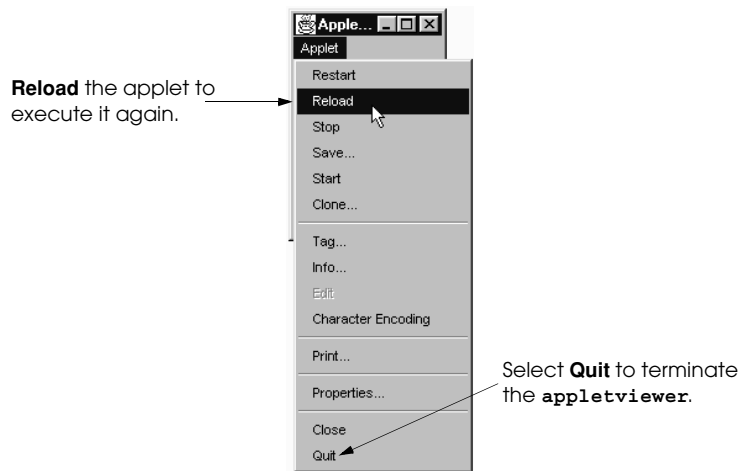 Apple...
Applet
Restart
Reload
Stop
Save...
Start
Clone...
Tag...
Info...
Edit
Character Encoding
Print...
Properties...
Close
Quit
Reload the applet to
execute it again.
Select Quit to terminate
the appletviewer.